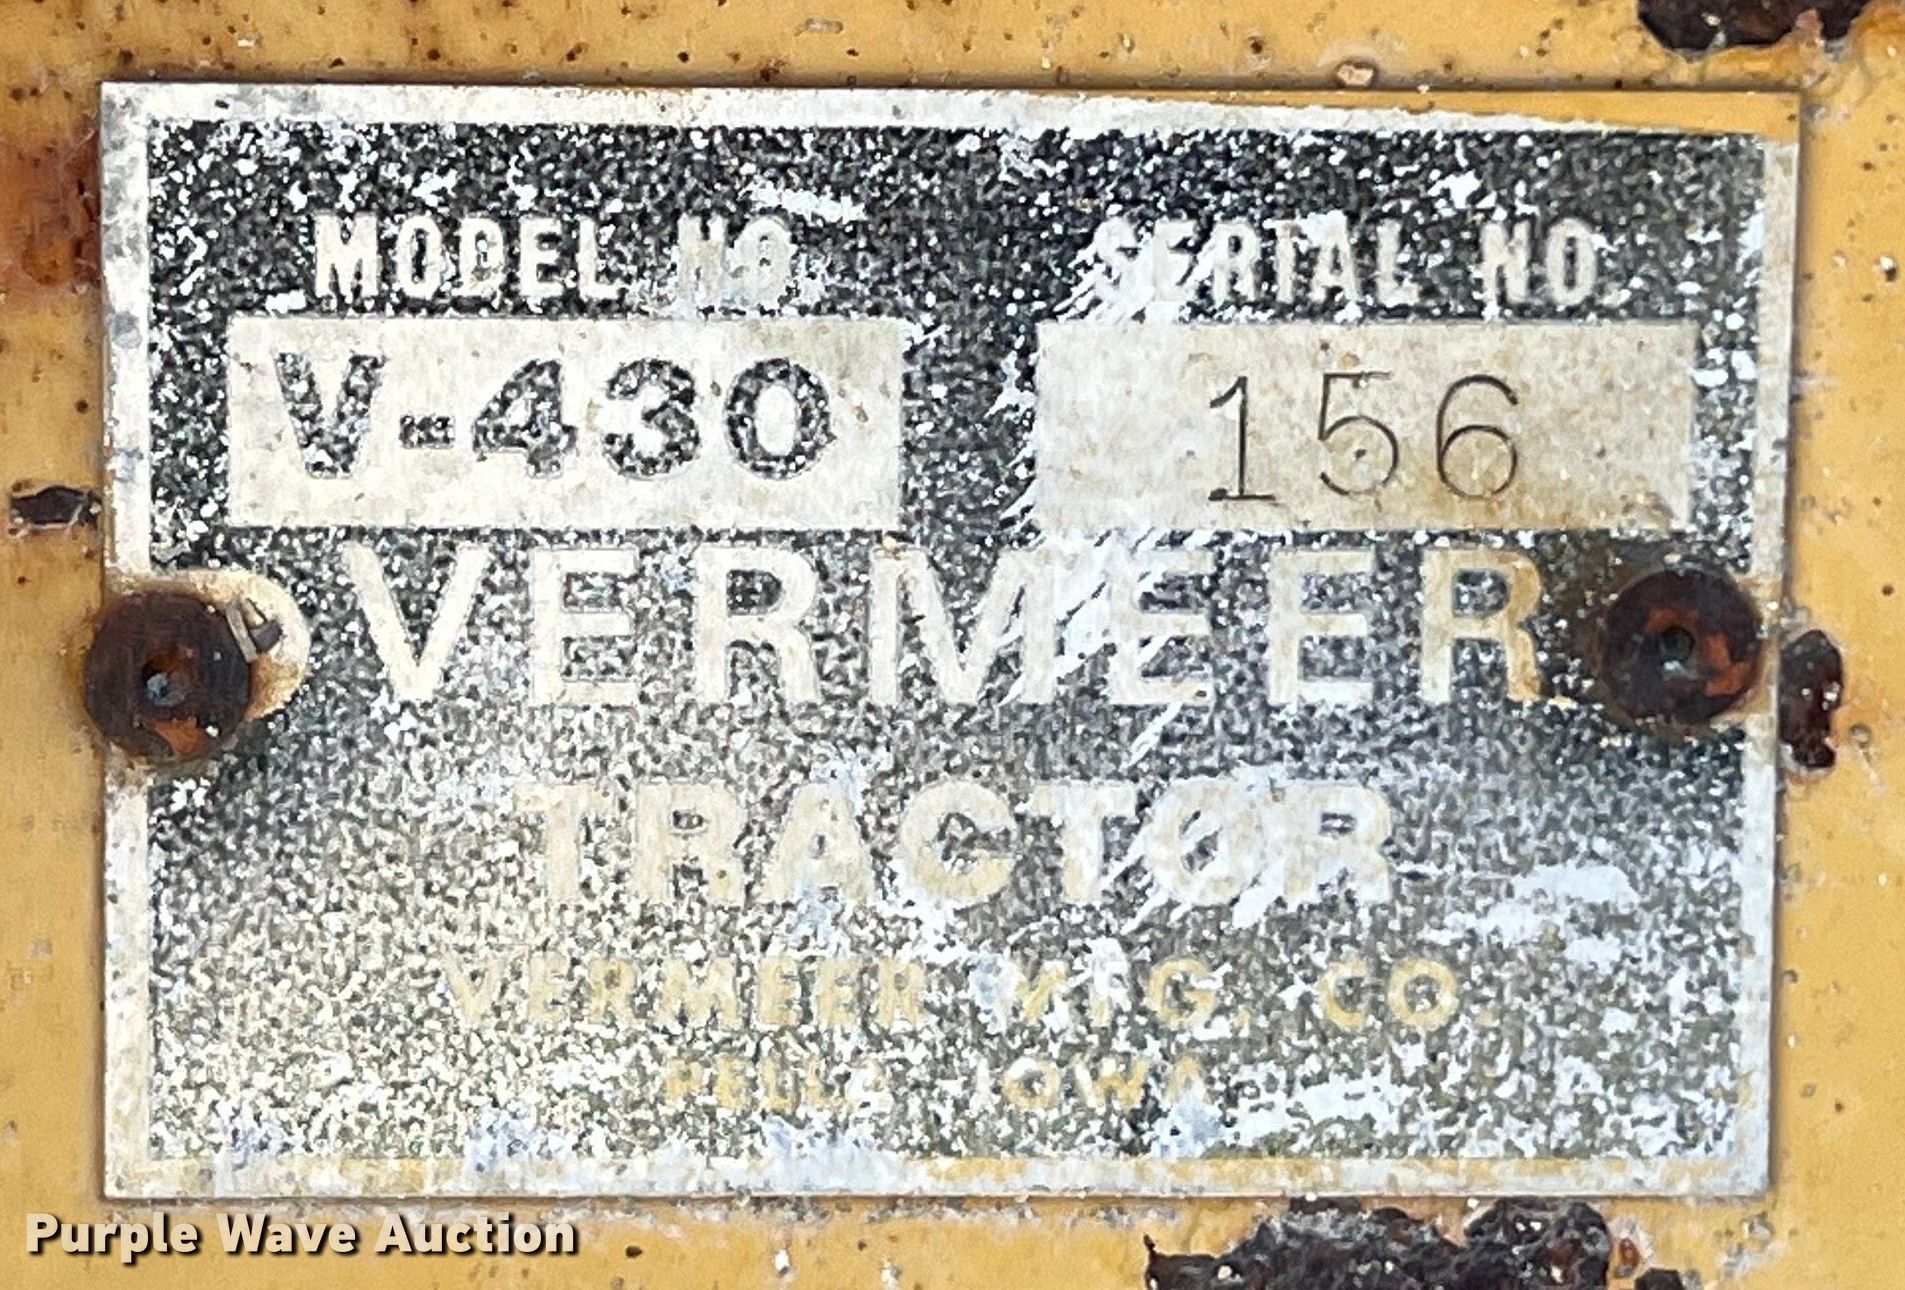 MODEL NO. SERIAL NO.
V-430 156
VERMEER
TRACTOR
VERMEER MFG. CO.
PELLA IOWA
Purple Wave Auction